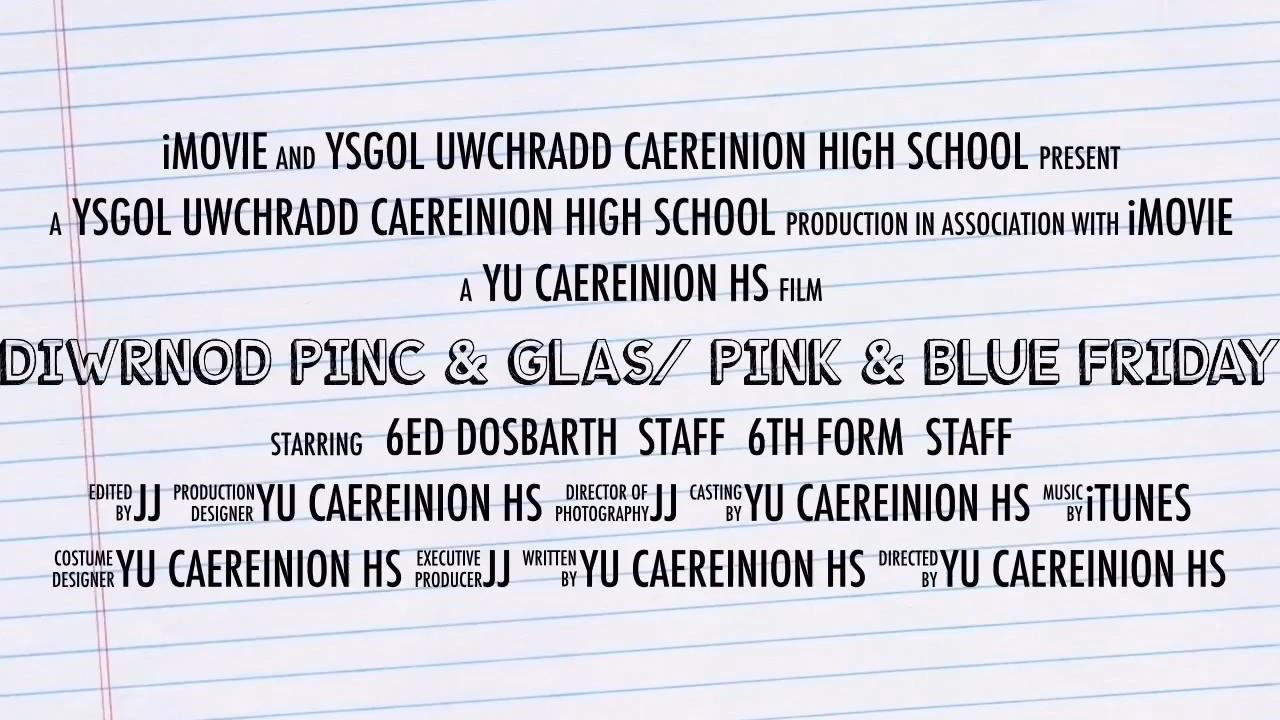 iMOVIE AND YSGOL UWCHRADD CAEREINION HIGH SCHOOL PRESENT
A YSGOL UWCHRADD CAEREINION HIGH SCHOOL PRODUCTION IN ASSOCIATION WITH iMOVIE
A YU CAEREINION HS FILM
DIWRNOD PINC & GLAS/ PINK & BLUE FRIDAY
STARRING 6ED DOSBARTH STAFF 6TH FORM STAFF
EDITED BY JJ PRODUCTION DESIGNER YU CAEREINION HS DIRECTOR OF PHOTOGRAPHY JJ CASTING BY YU CAEREINION HS MUSIC BY iTUNES
COSTUME DESIGNER YU CAEREINION HS EXECUTIVE PRODUCER JJ WRITTEN BY YU CAEREINION HS DIRECTED BY YU CAEREINION HS